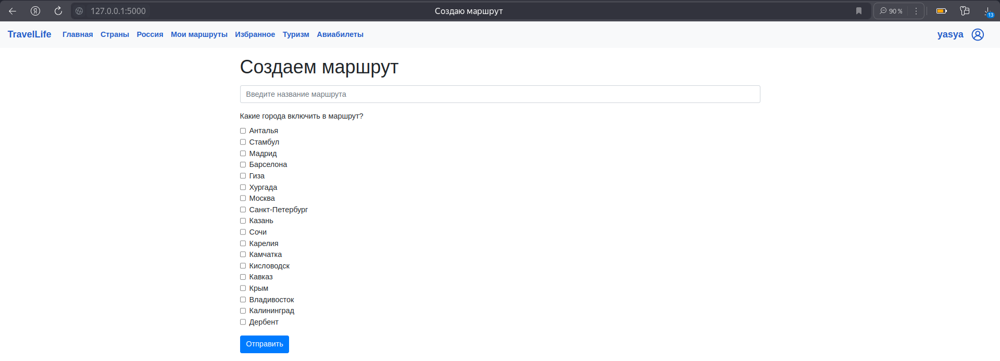 Я 127.0.0.1:5000 Создаю маршрут 90 % 13
TravelLife Главная Страны Россия Мои маршруты Избранное Туризм Авиабилеты yasya
Создаем маршрут
Введите название маршрута
Какие города включить в маршрут?
Анталья
Стамбул
Мадрид
Барселона
Гиза
Хургада
Москва
Санкт-Петербург
Казань
Сочи
Карелия
Камчатка
Кисловодск
Кавказ
Крым
Владивосток
Калининград
Дербент
Отправить